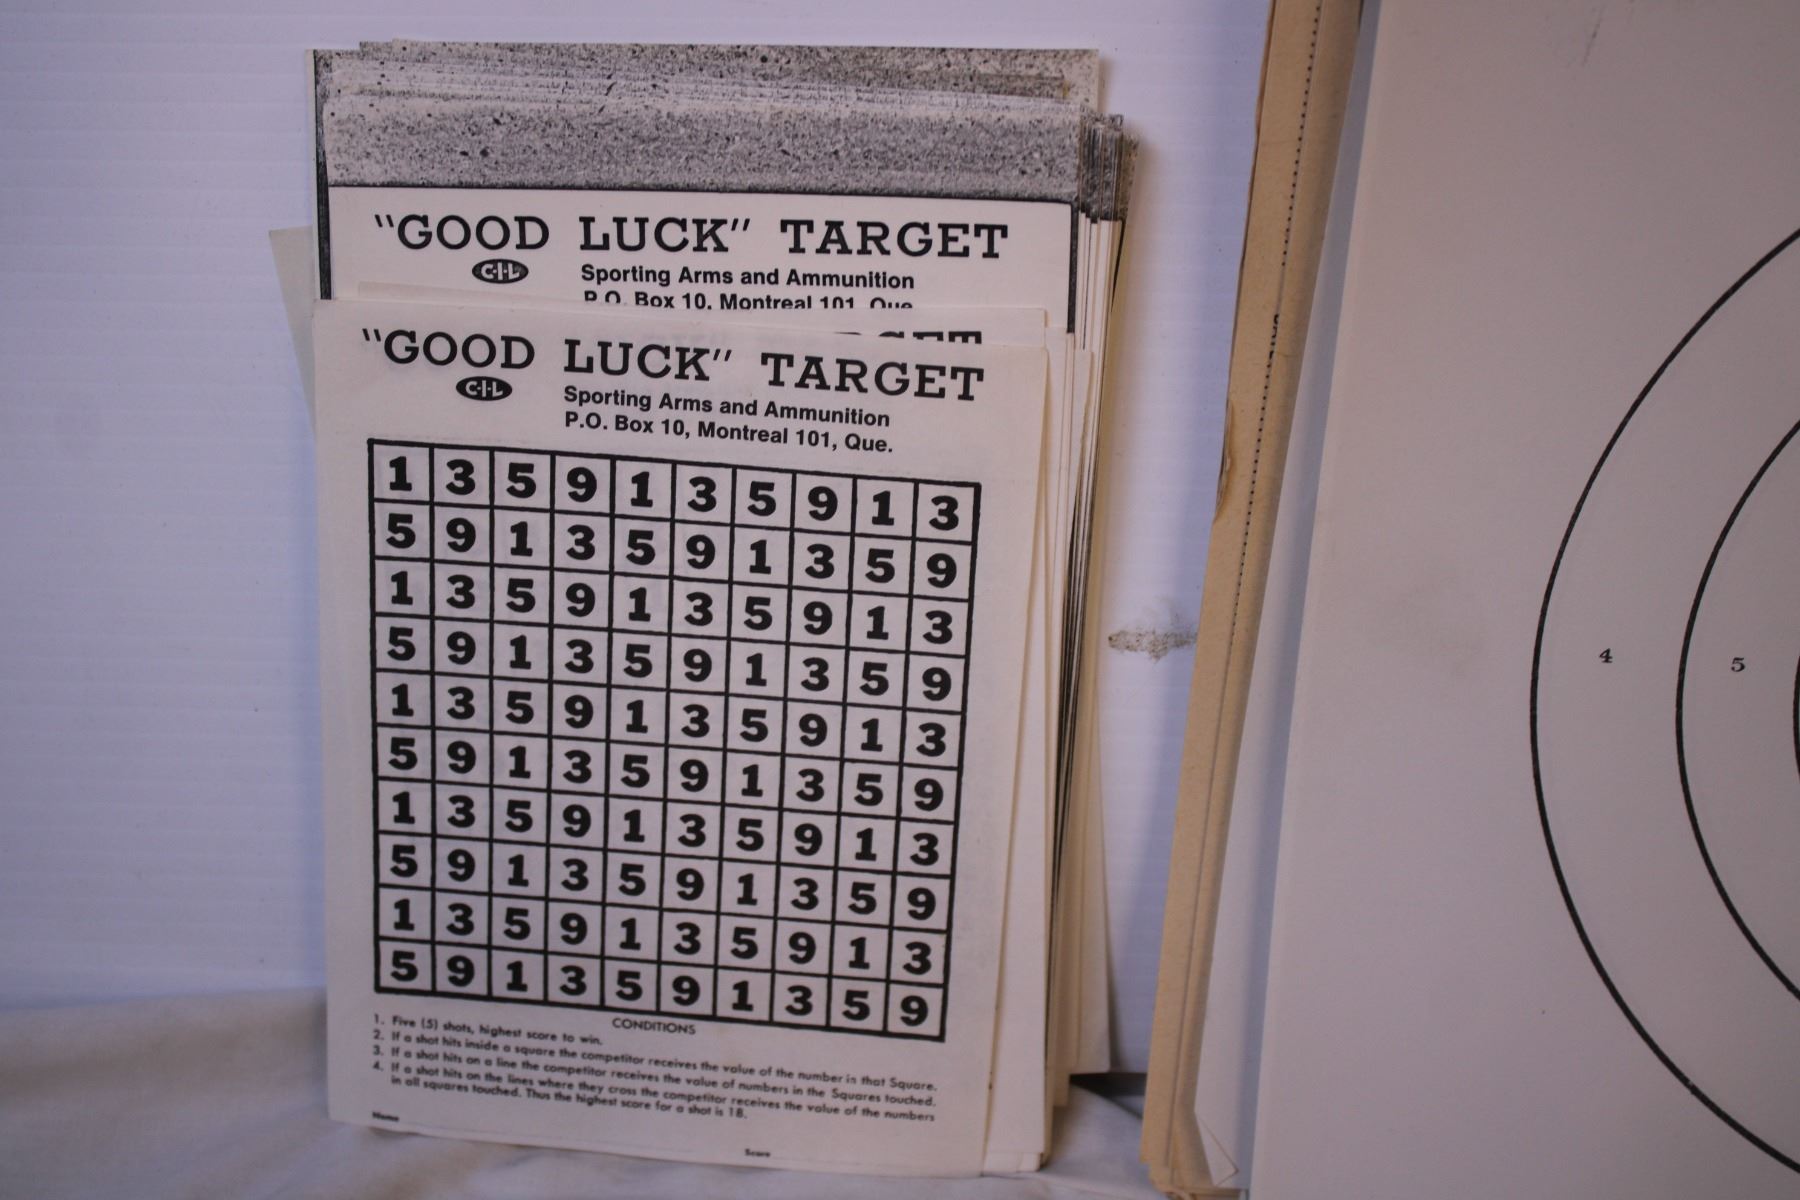 "GOOD LUCK" TARGET
C-I-L
Sporting Arms and Ammunition
P.O. Box 10, Montreal 101, Que.
"GOOD LUCK" TARGET
C-I-L
Sporting Arms and Ammunition
P.O. Box 10, Montreal 101, Que.
1 3 5 9 1 3 5 9 1 3
5 9 1 3 5 9 1 3 5 9
1 3 5 9 1 3 5 9 1 3
5 9 1 3 5 9 1 3 5 9
1 3 5 9 1 3 5 9 1 3
5 9 1 3 5 9 1 3 5 9
1 3 5 9 1 3 5 9 1 3
5 9 1 3 5 9 1 3 5 9
1 3 5 9 1 3 5 9 1 3
5 9 1 3 5 9 1 3 5 9
CONDITIONS
1. Five (5) shots, highest score to win.
2. If a shot hits inside a square the competitor receives the value of the number in that Square.
3. If a shot hits on a line the competitor receives the value of numbers in the Squares touched.
4. If a shot hits on the lines where they cross the competitor receives the value of the numbers
in all squares touched. Thus the highest score for a shot is 18.
Name
Score
4 5